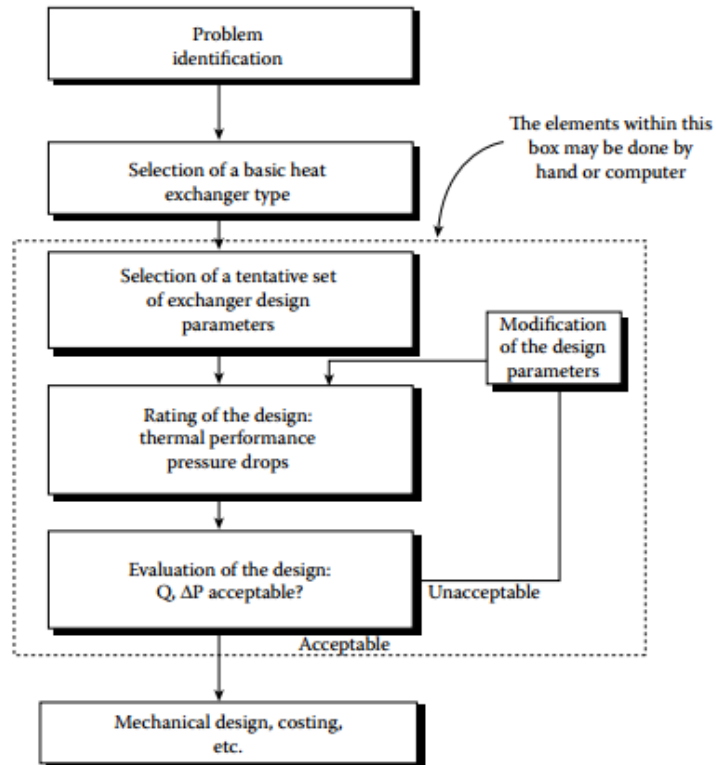 Problem
identification
The elements within this
box may be done by
hand or computer
Selection of a basic heat
exchanger type
Selection of a tentative set
of exchanger design
parameters
Modification
of the design
parameters
Rating of the design:
thermal performance
pressure drops
Evaluation of the design:
Q, ΔP acceptable?
Unacceptable
Acceptable
Mechanical design, costing,
etc.